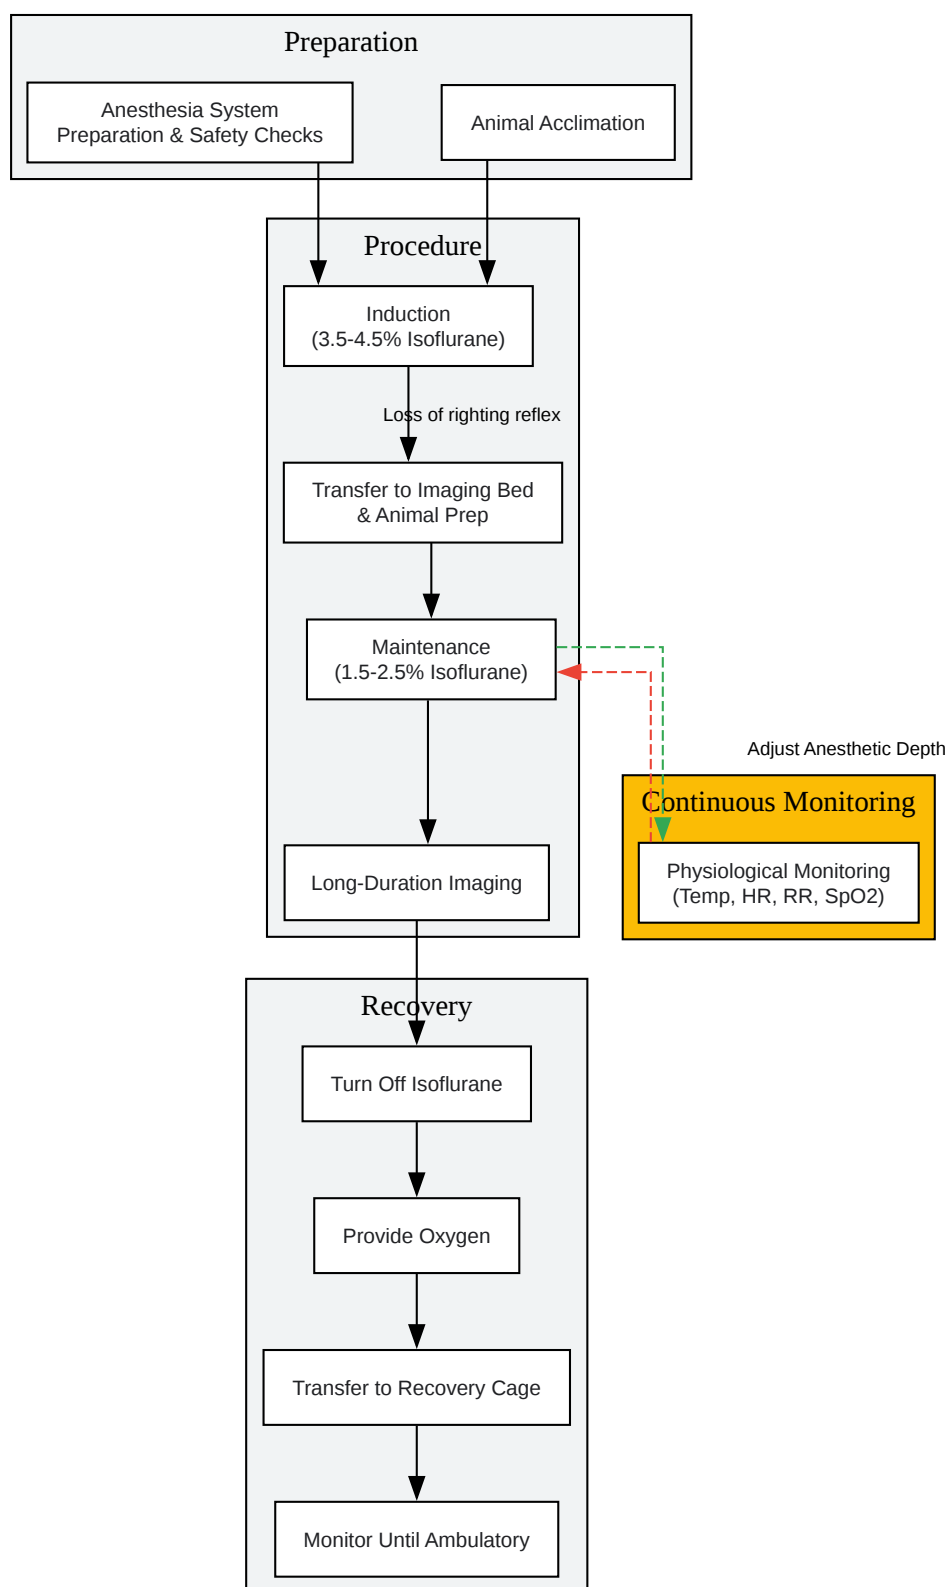 Preparation
Anesthesia System
Preparation & Safety Checks
Animal Acclimation
Procedure
Induction
(3.5-4.5% Isoflurane)
Loss of righting reflex
Transfer to Imaging Bed
& Animal Prep
Maintenance
(1.5-2.5% Isoflurane)
Adjust Anesthetic Depth
Continuous Monitoring
Physiological Monitoring
(Temp, HR, RR, SpO2)
Long-Duration Imaging
Recovery
Turn Off Isoflurane
Provide Oxygen
Transfer to Recovery Cage
Monitor Until Ambulatory